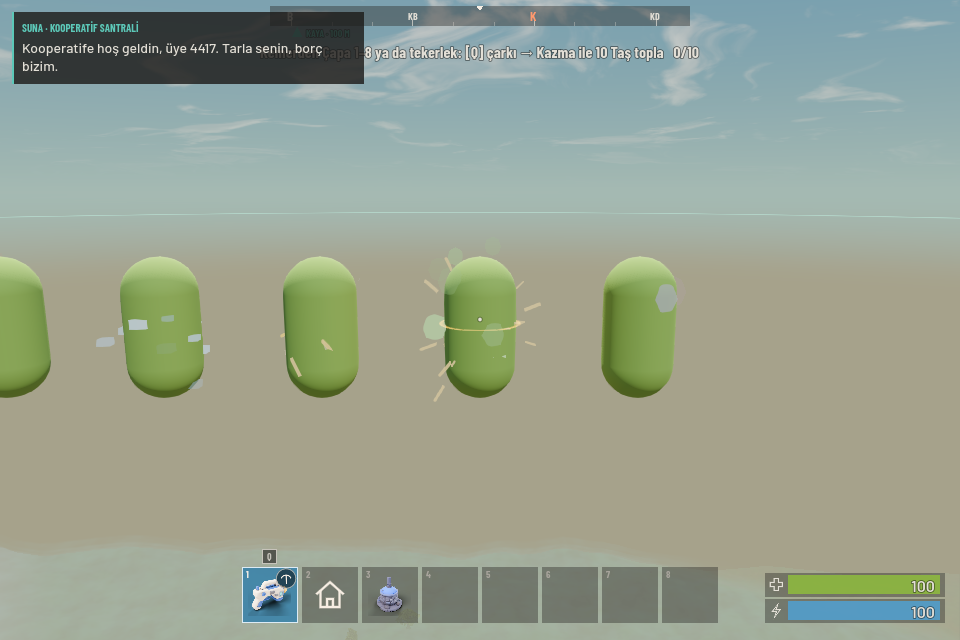 KB
K
KD
SUNA · KOOPERATİF SANTRALİ
Kooperatife hoş geldin, üye 4417. Tarla senin, borç
bizim.
8 ya da tekerlek: [Q] çarkı → Kazma ile 10 Taş topla 0/10
Q
1
2
3
4
5
6
7
8
100
100